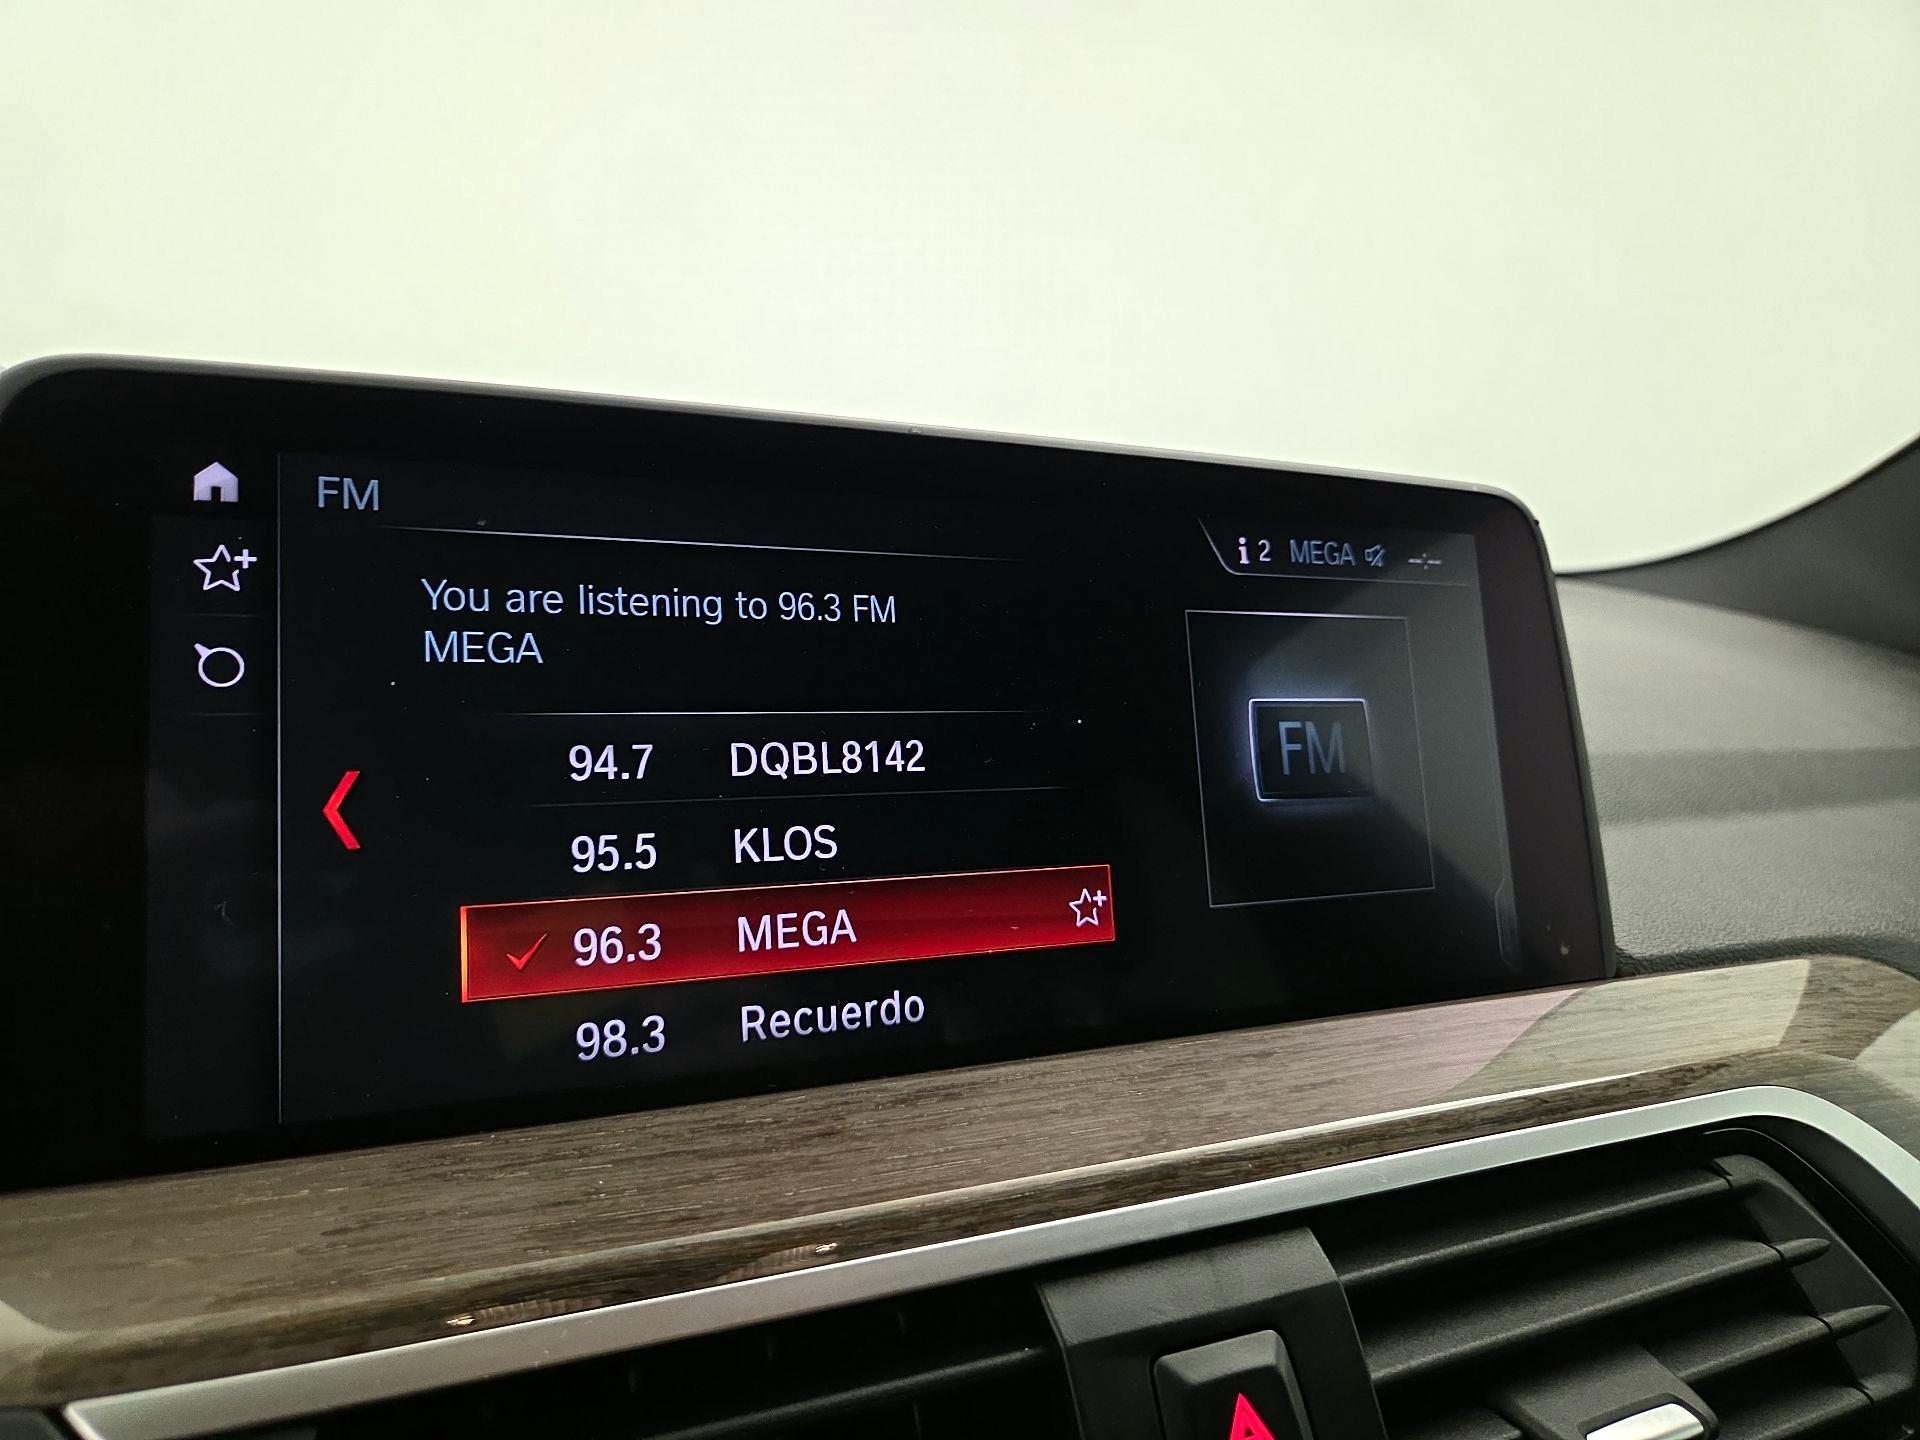 FM
i 2 MEGA --:--
You are listening to 96.3 FM
MEGA
94.7 DQBL8142
95.5 KLOS
96.3 MEGA
98.3 Recuerdo
FM